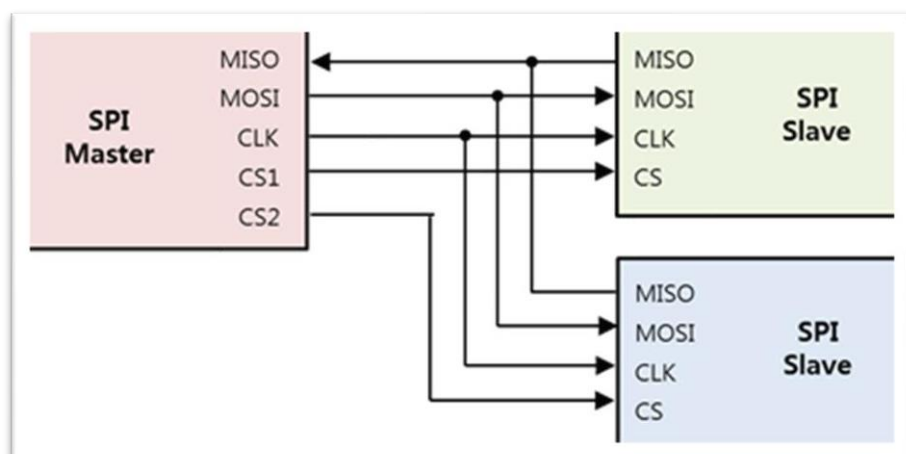 SPI
Master
MISO
MOSI
CLK
CS1
CS2
MISO
MOSI
CLK
CS
SPI
Slave
MISO
MOSI
CLK
CS
SPI
Slave